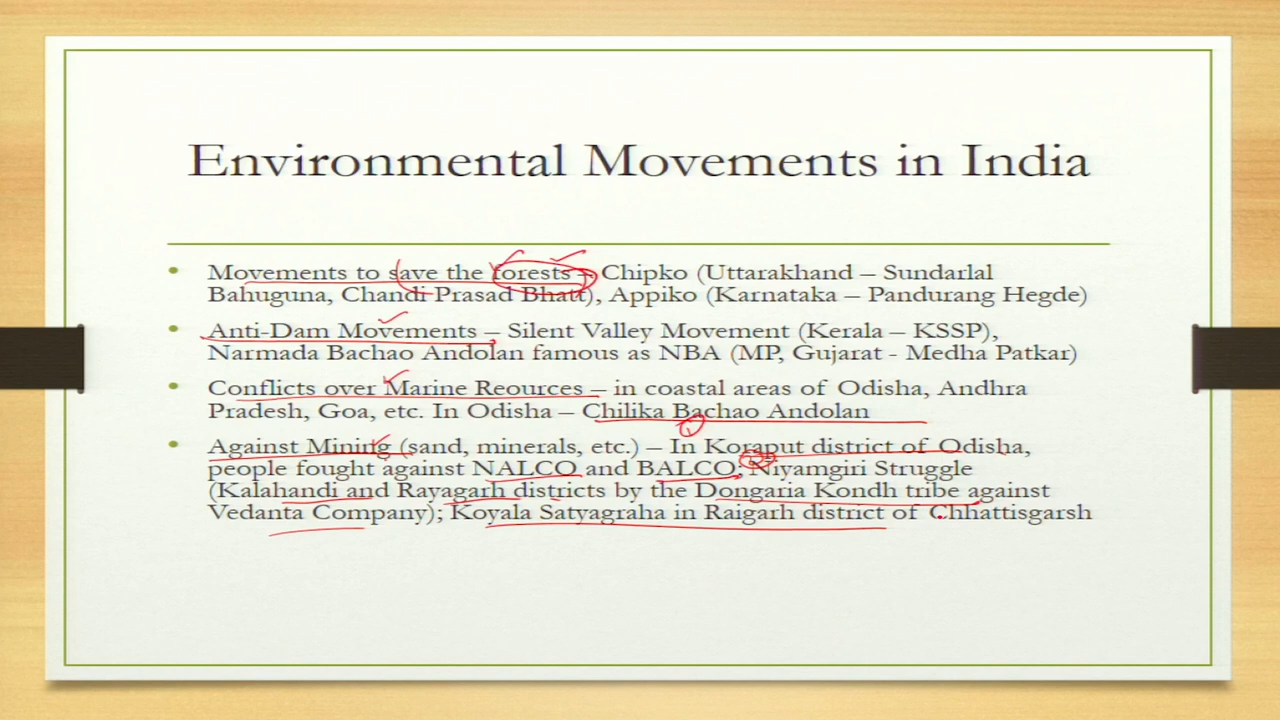 Environmental Movements in India
• Movements to save the forests – Chipko (Uttarakhand – Sundarlal
Bahuguna, Chandi Prasad Bhatt), Appiko (Karnataka – Pandurang Hegde)
• Anti-Dam Movements – Silent Valley Movement (Kerala – KSSP),
Narmada Bachao Andolan famous as NBA (MP, Gujarat - Medha Patkar)
• Conflicts over Marine Reources – in coastal areas of Odisha, Andhra
Pradesh, Goa, etc. In Odisha – Chilika Bachao Andolan
• Against Mining (sand, minerals, etc.) – In Koraput district of Odisha,
people fought against NALCO and BALCO; Niyamgiri Struggle
(Kalahandi and Rayagarh districts by the Dongaria Kondh tribe against
Vedanta Company); Koyala Satyagraha in Raigarh district of Chhattisgarsh